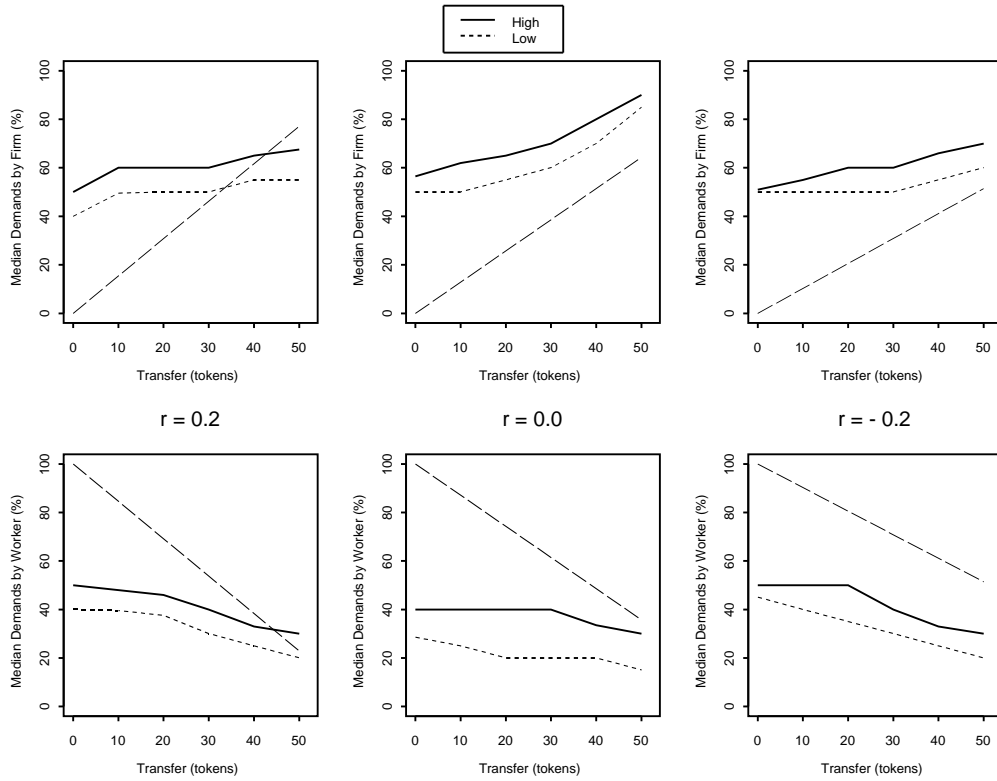 High
Low
Median Demands by Firm (%)
0 20 40 60 80 100
0 10 20 30 40 50
Transfer (tokens)
Median Demands by Firm (%)
0 20 40 60 80 100
0 10 20 30 40 50
Transfer (tokens)
Median Demands by Firm (%)
0 20 40 60 80 100
0 10 20 30 40 50
Transfer (tokens)
r = 0.2
r = 0.0
r = - 0.2
Median Demands by Worker (%)
0 20 40 60 80 100
0 10 20 30 40 50
Transfer (tokens)
Median Demands by Worker (%)
0 20 40 60 80 100
0 10 20 30 40 50
Transfer (tokens)
Median Demands by Worker (%)
0 20 40 60 80 100
0 10 20 30 40 50
Transfer (tokens)